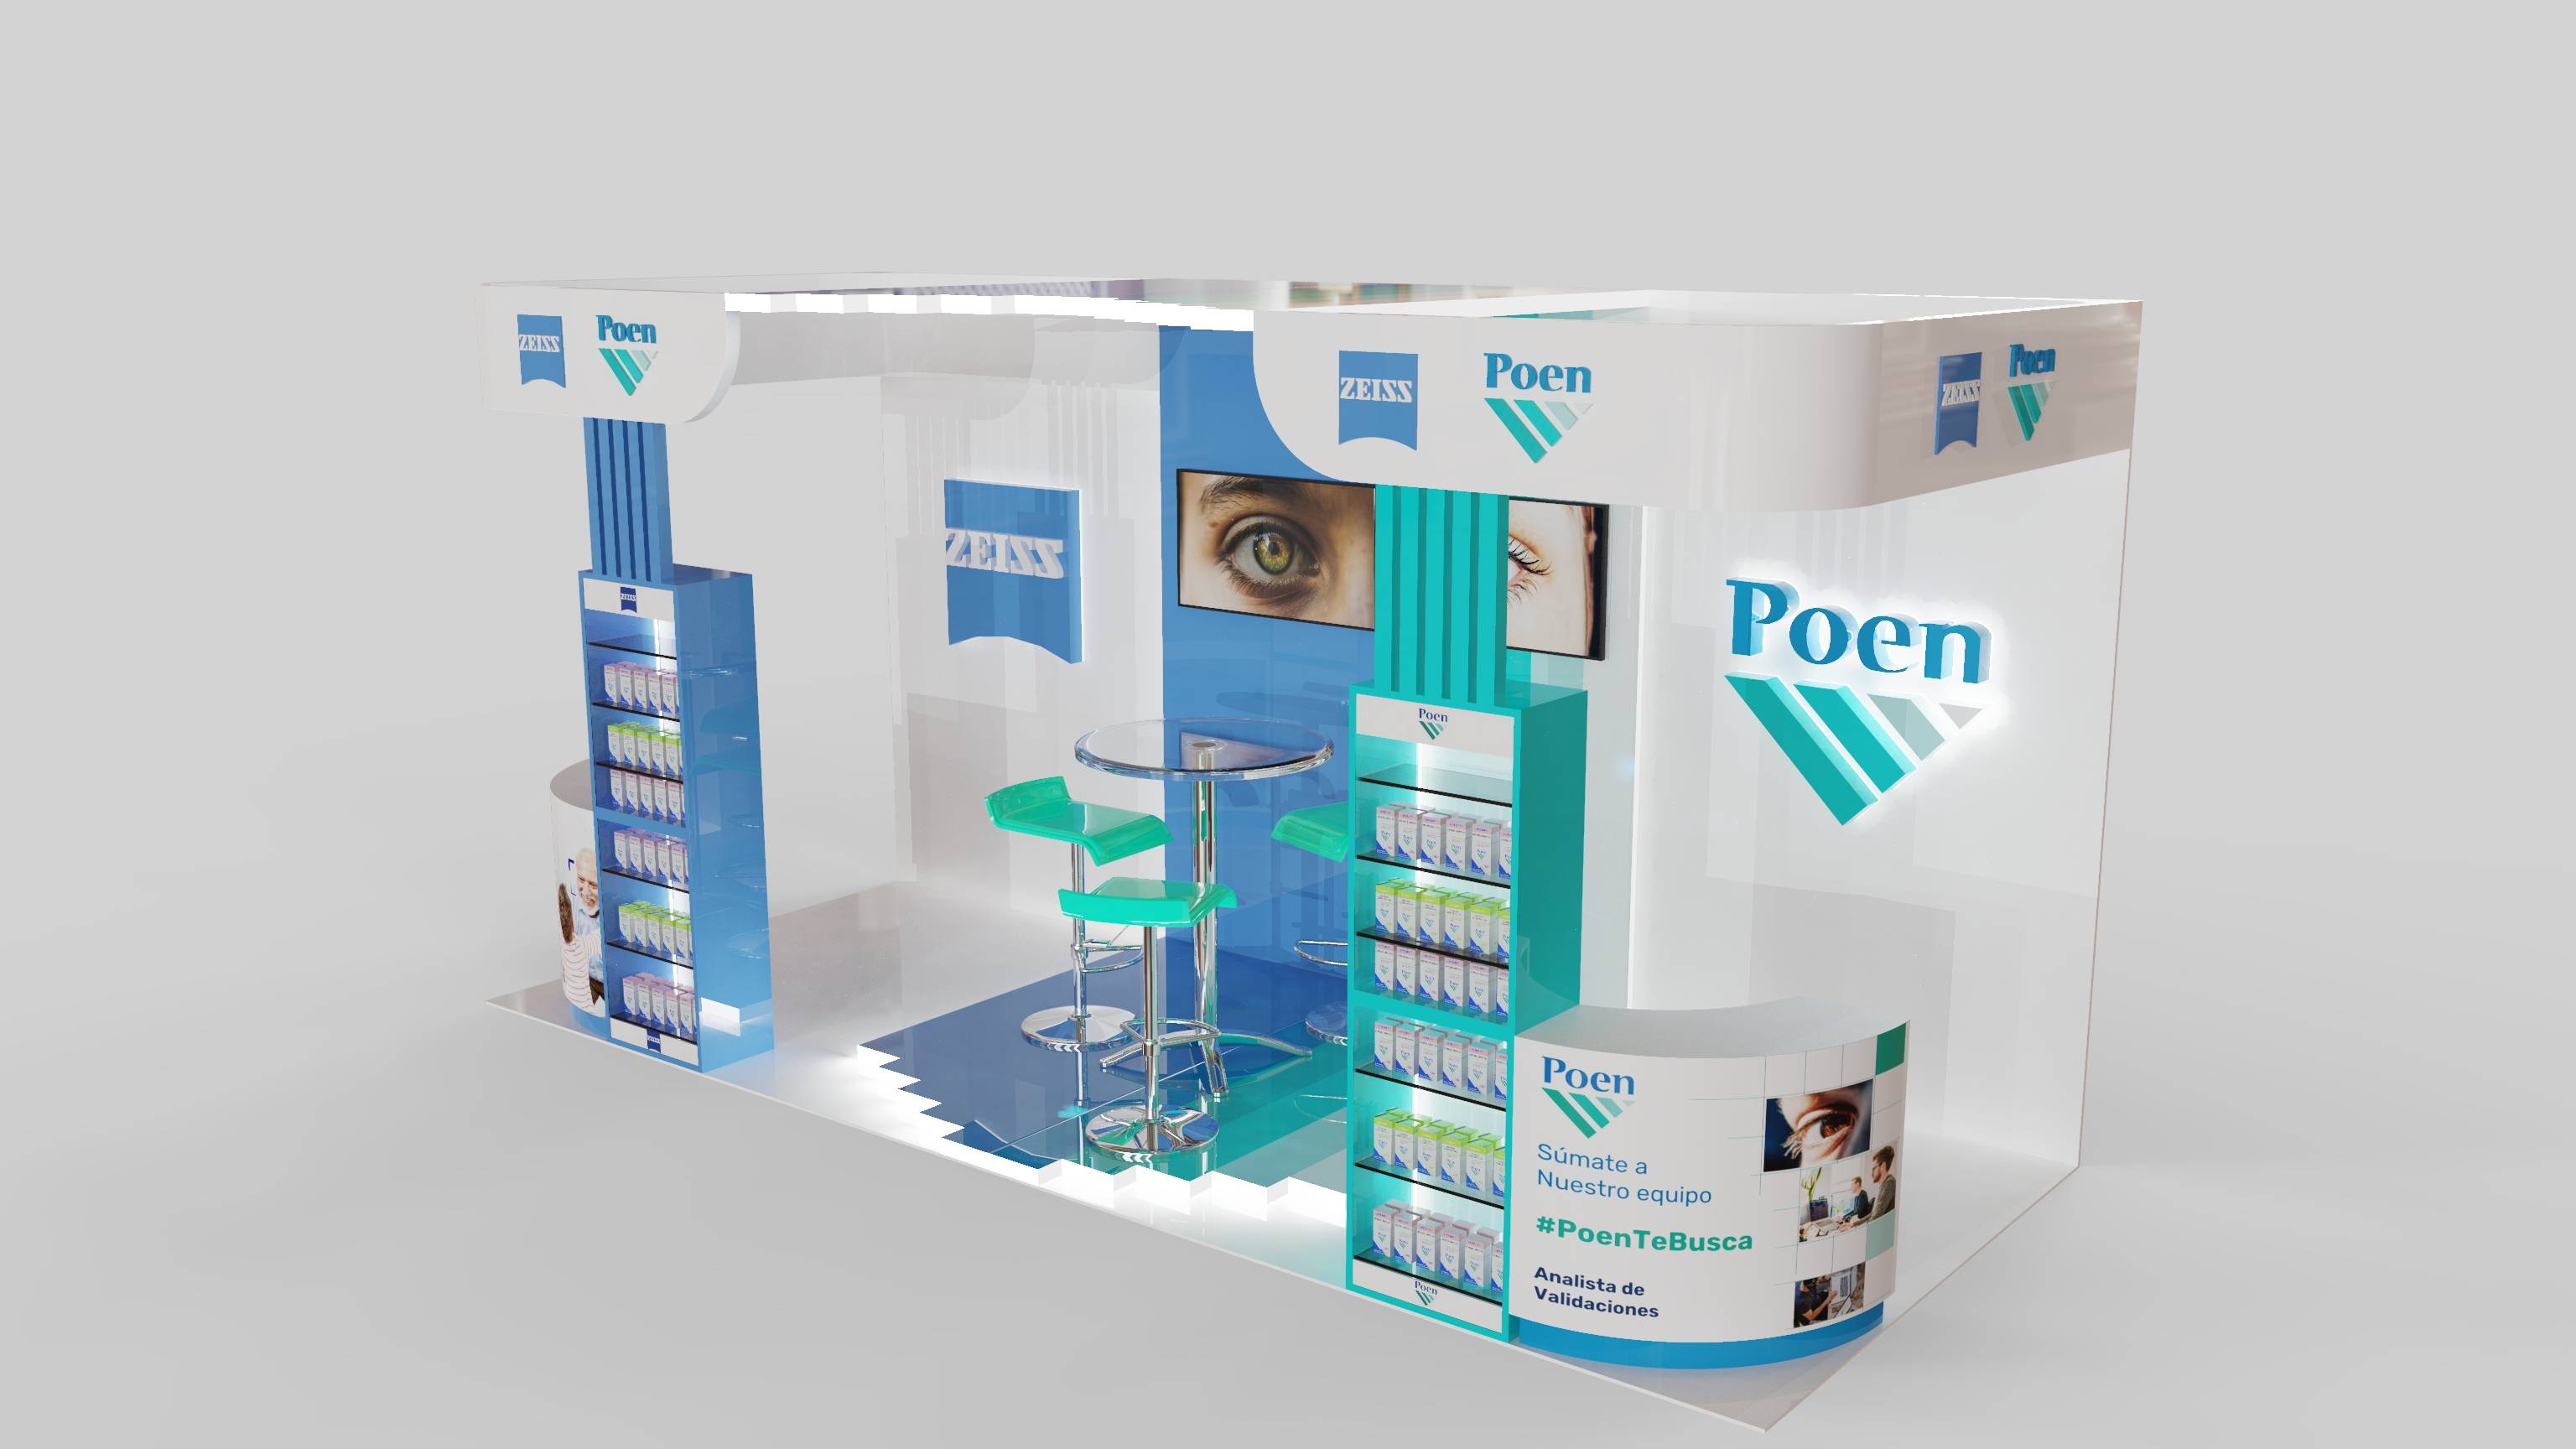 ZEISS
Poen
ZEISS
Poen
ZEISS
Poen
ZEISS
ZEISS
Poen
Poen
ZEISS
Poen
Poen
Súmate a
Nuestro equipo
#PoenTeBusca
Analista de
Validaciones